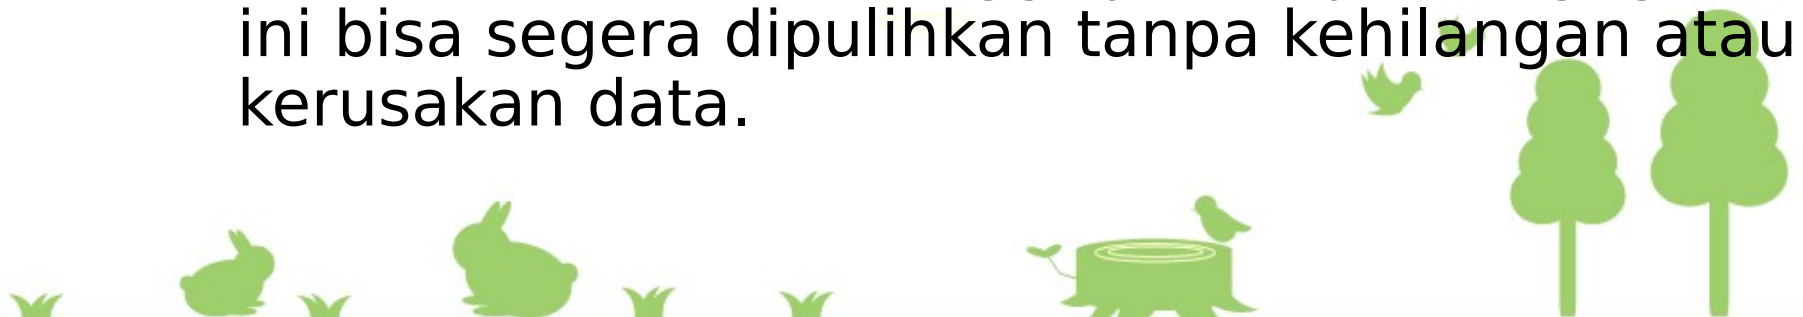 ini bisa segera dipulihkan tanpa kehilangan atau
kerusakan data.